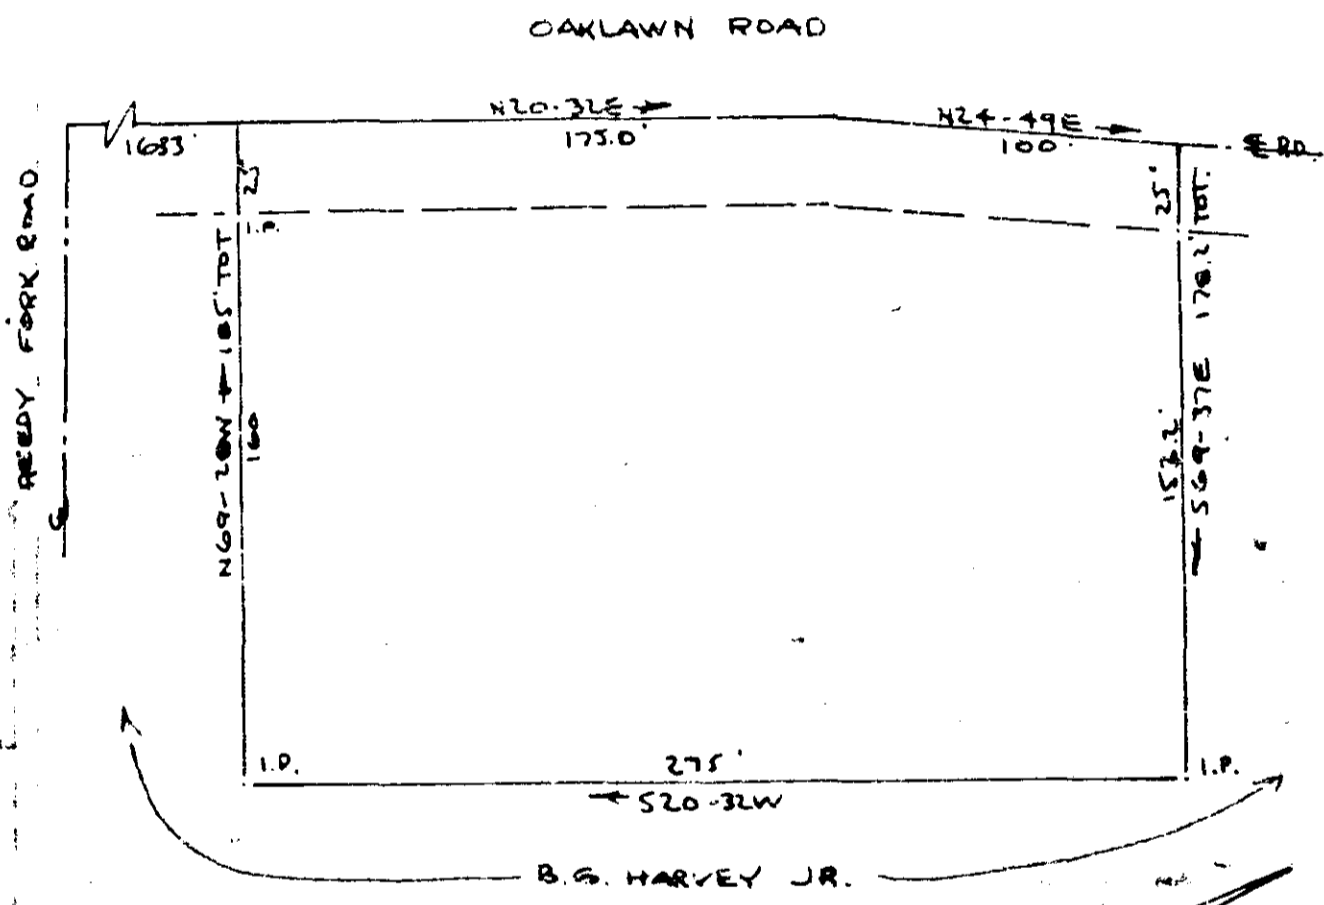 OAKLAWN ROAD
N20-32E
175.0'
N24-49E
100'
1683'
℄ RD.
REEDY FORK ROAD
℄
25'
I.P.
N69-28W 185' TOT
160
25'
S69-37E 178.2' TOT.
153.2'
I.P.
275'
I.P.
S20-32W
B.G. HARVEY JR.